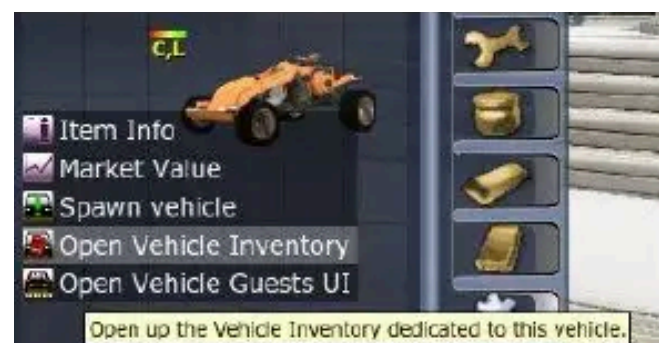 C,L
Item Info
Market Value
Spawn vehicle
Open Vehicle Inventory
Open Vehicle Guests UI
Open up the Vehicle Inventory dedicated to this vehicle.